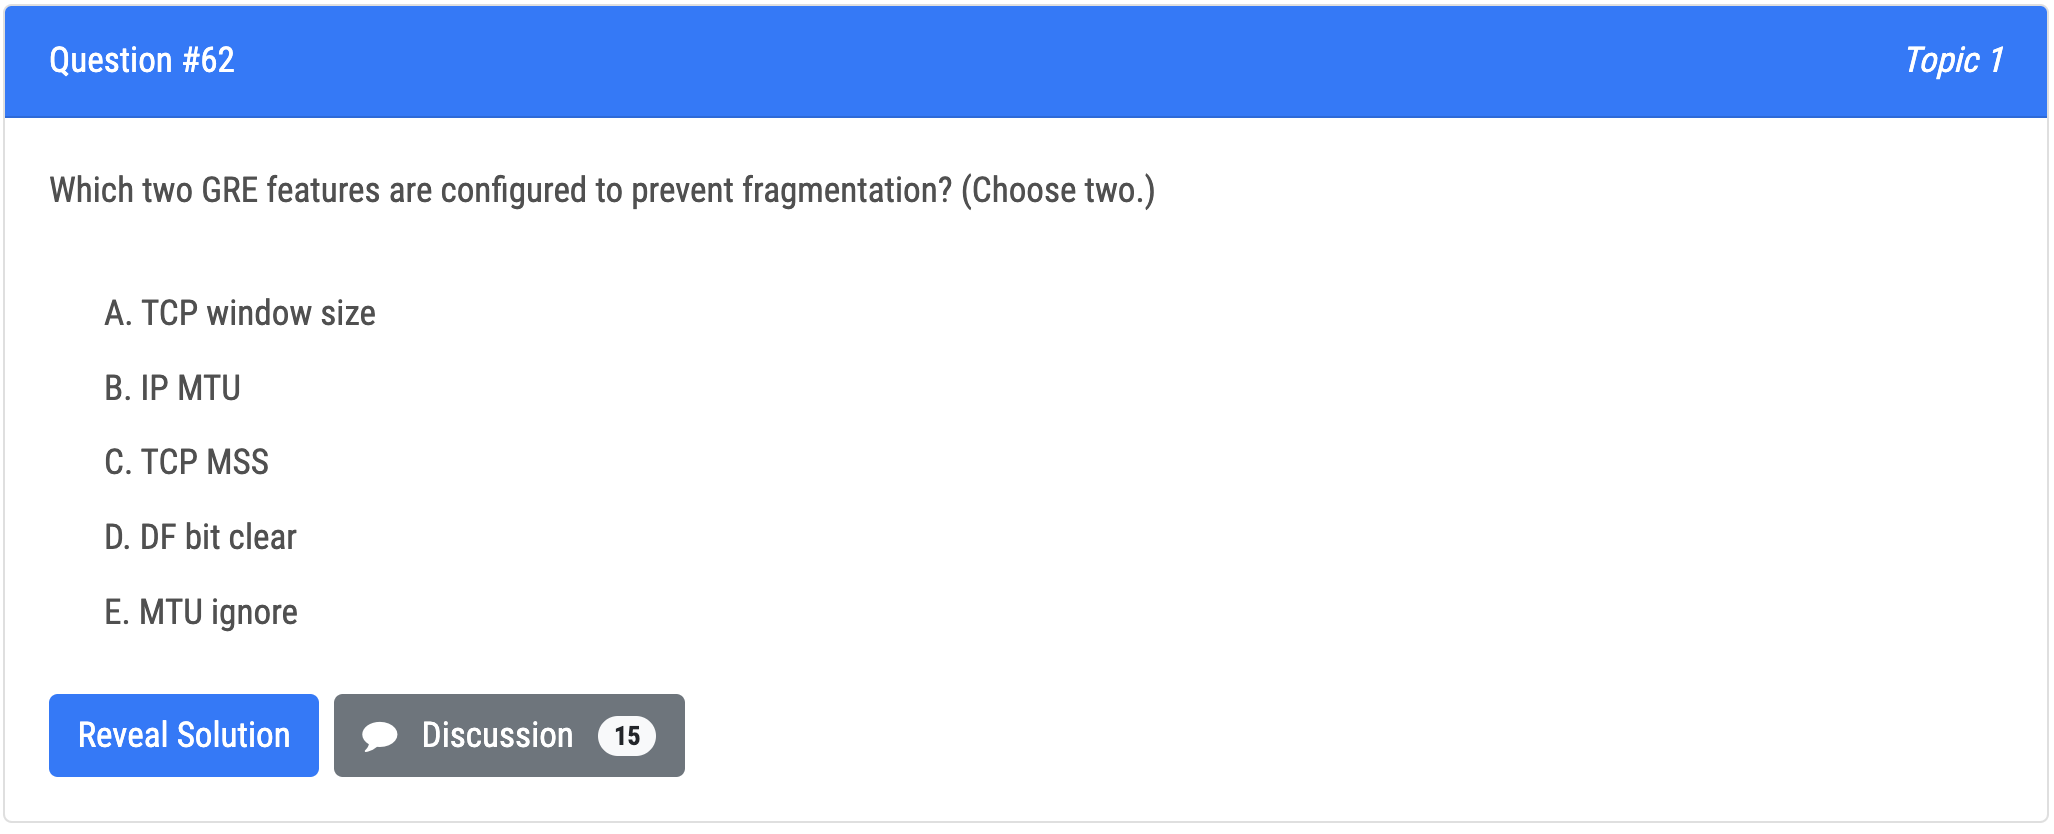 Question #62
Topic 1
Which two GRE features are configured to prevent fragmentation? (Choose two.)
A. TCP window size
B. IP MTU
C. TCP MSS
D. DF bit clear
E. MTU ignore
Reveal Solution
Discussion 15